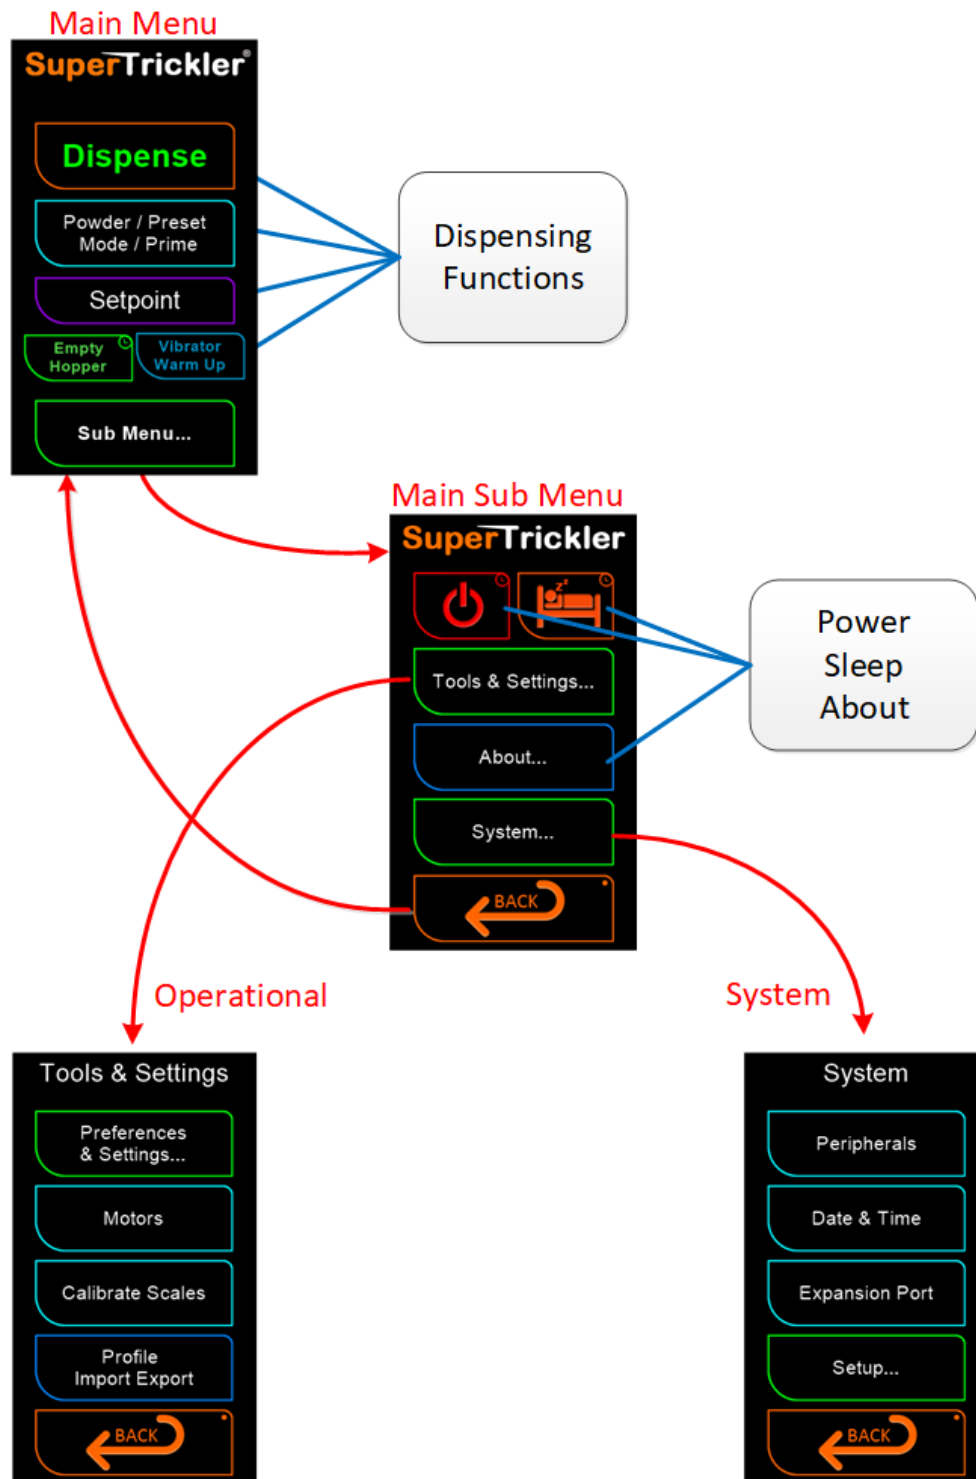 Main Menu
SuperTrickler®
Dispense
Powder / Preset
Mode / Prime
Setpoint
Empty
Hopper
Vibrator
Warm Up
Sub Menu...
Dispensing
Functions
Main Sub Menu
SuperTrickler
zz
Tools & Settings...
About...
System...
BACK
Power
Sleep
About
Operational
System
Tools & Settings
Preferences
& Settings...
Motors
Calibrate Scales
Profile
Import Export
BACK
System
Peripherals
Date & Time
Expansion Port
Setup...
BACK